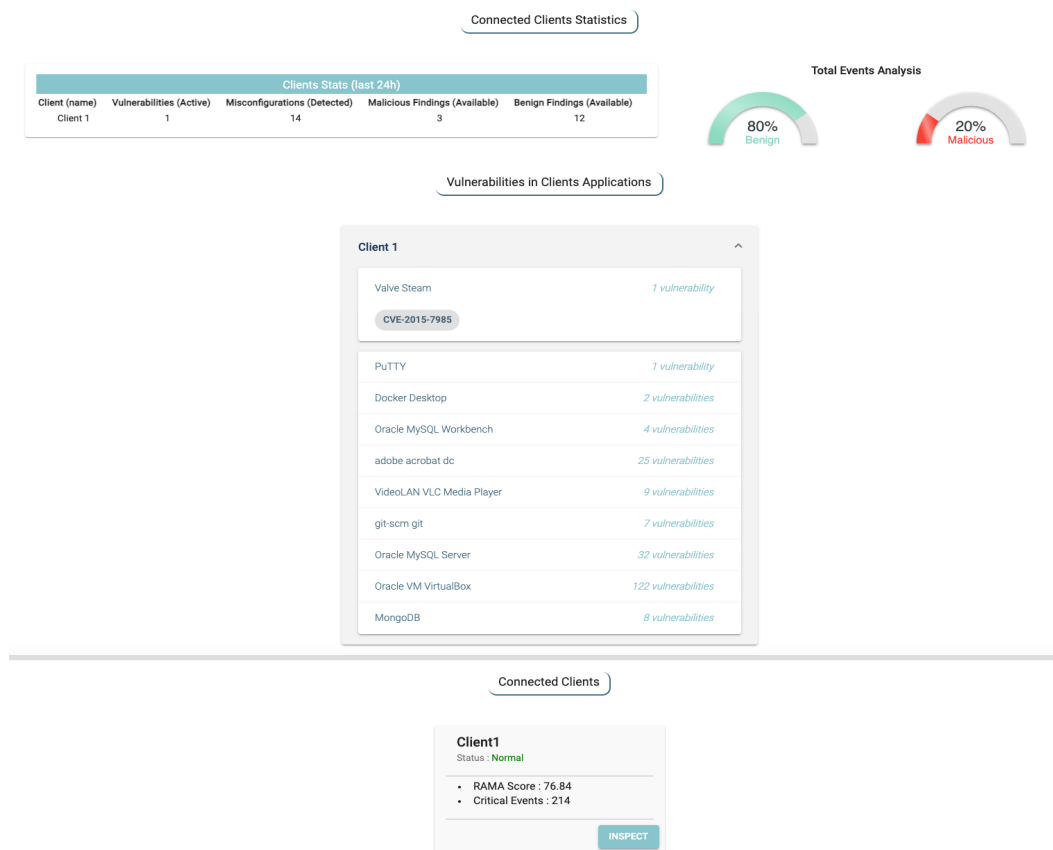 Connected Clients Statistics
Clients Stats (last 24h)
Client (name) Vulnerabilities (Active) Misconfigurations (Detected) Malicious Findings (Available) Benign Findings (Available)
Client 1 1 14 3 12
Total Events Analysis
80% 20%
Benign Malicious
Vulnerabilities in Clients Applications
Client 1
Valve Steam 1 vulnerability
CVE-2015-7985
PuTTY 1 vulnerability
Docker Desktop 2 vulnerabilities
Oracle MySQL Workbench 4 vulnerabilities
adobe acrobat dc 25 vulnerabilities
VideoLAN VLC Media Player 9 vulnerabilities
git-scm git 7 vulnerabilities
Oracle MySQL Server 32 vulnerabilities
Oracle VM VirtualBox 122 vulnerabilities
MongoDB 8 vulnerabilities
Connected Clients
Client1
Status : Normal
• RAMA Score : 76.84
• Critical Events : 214
INSPECT